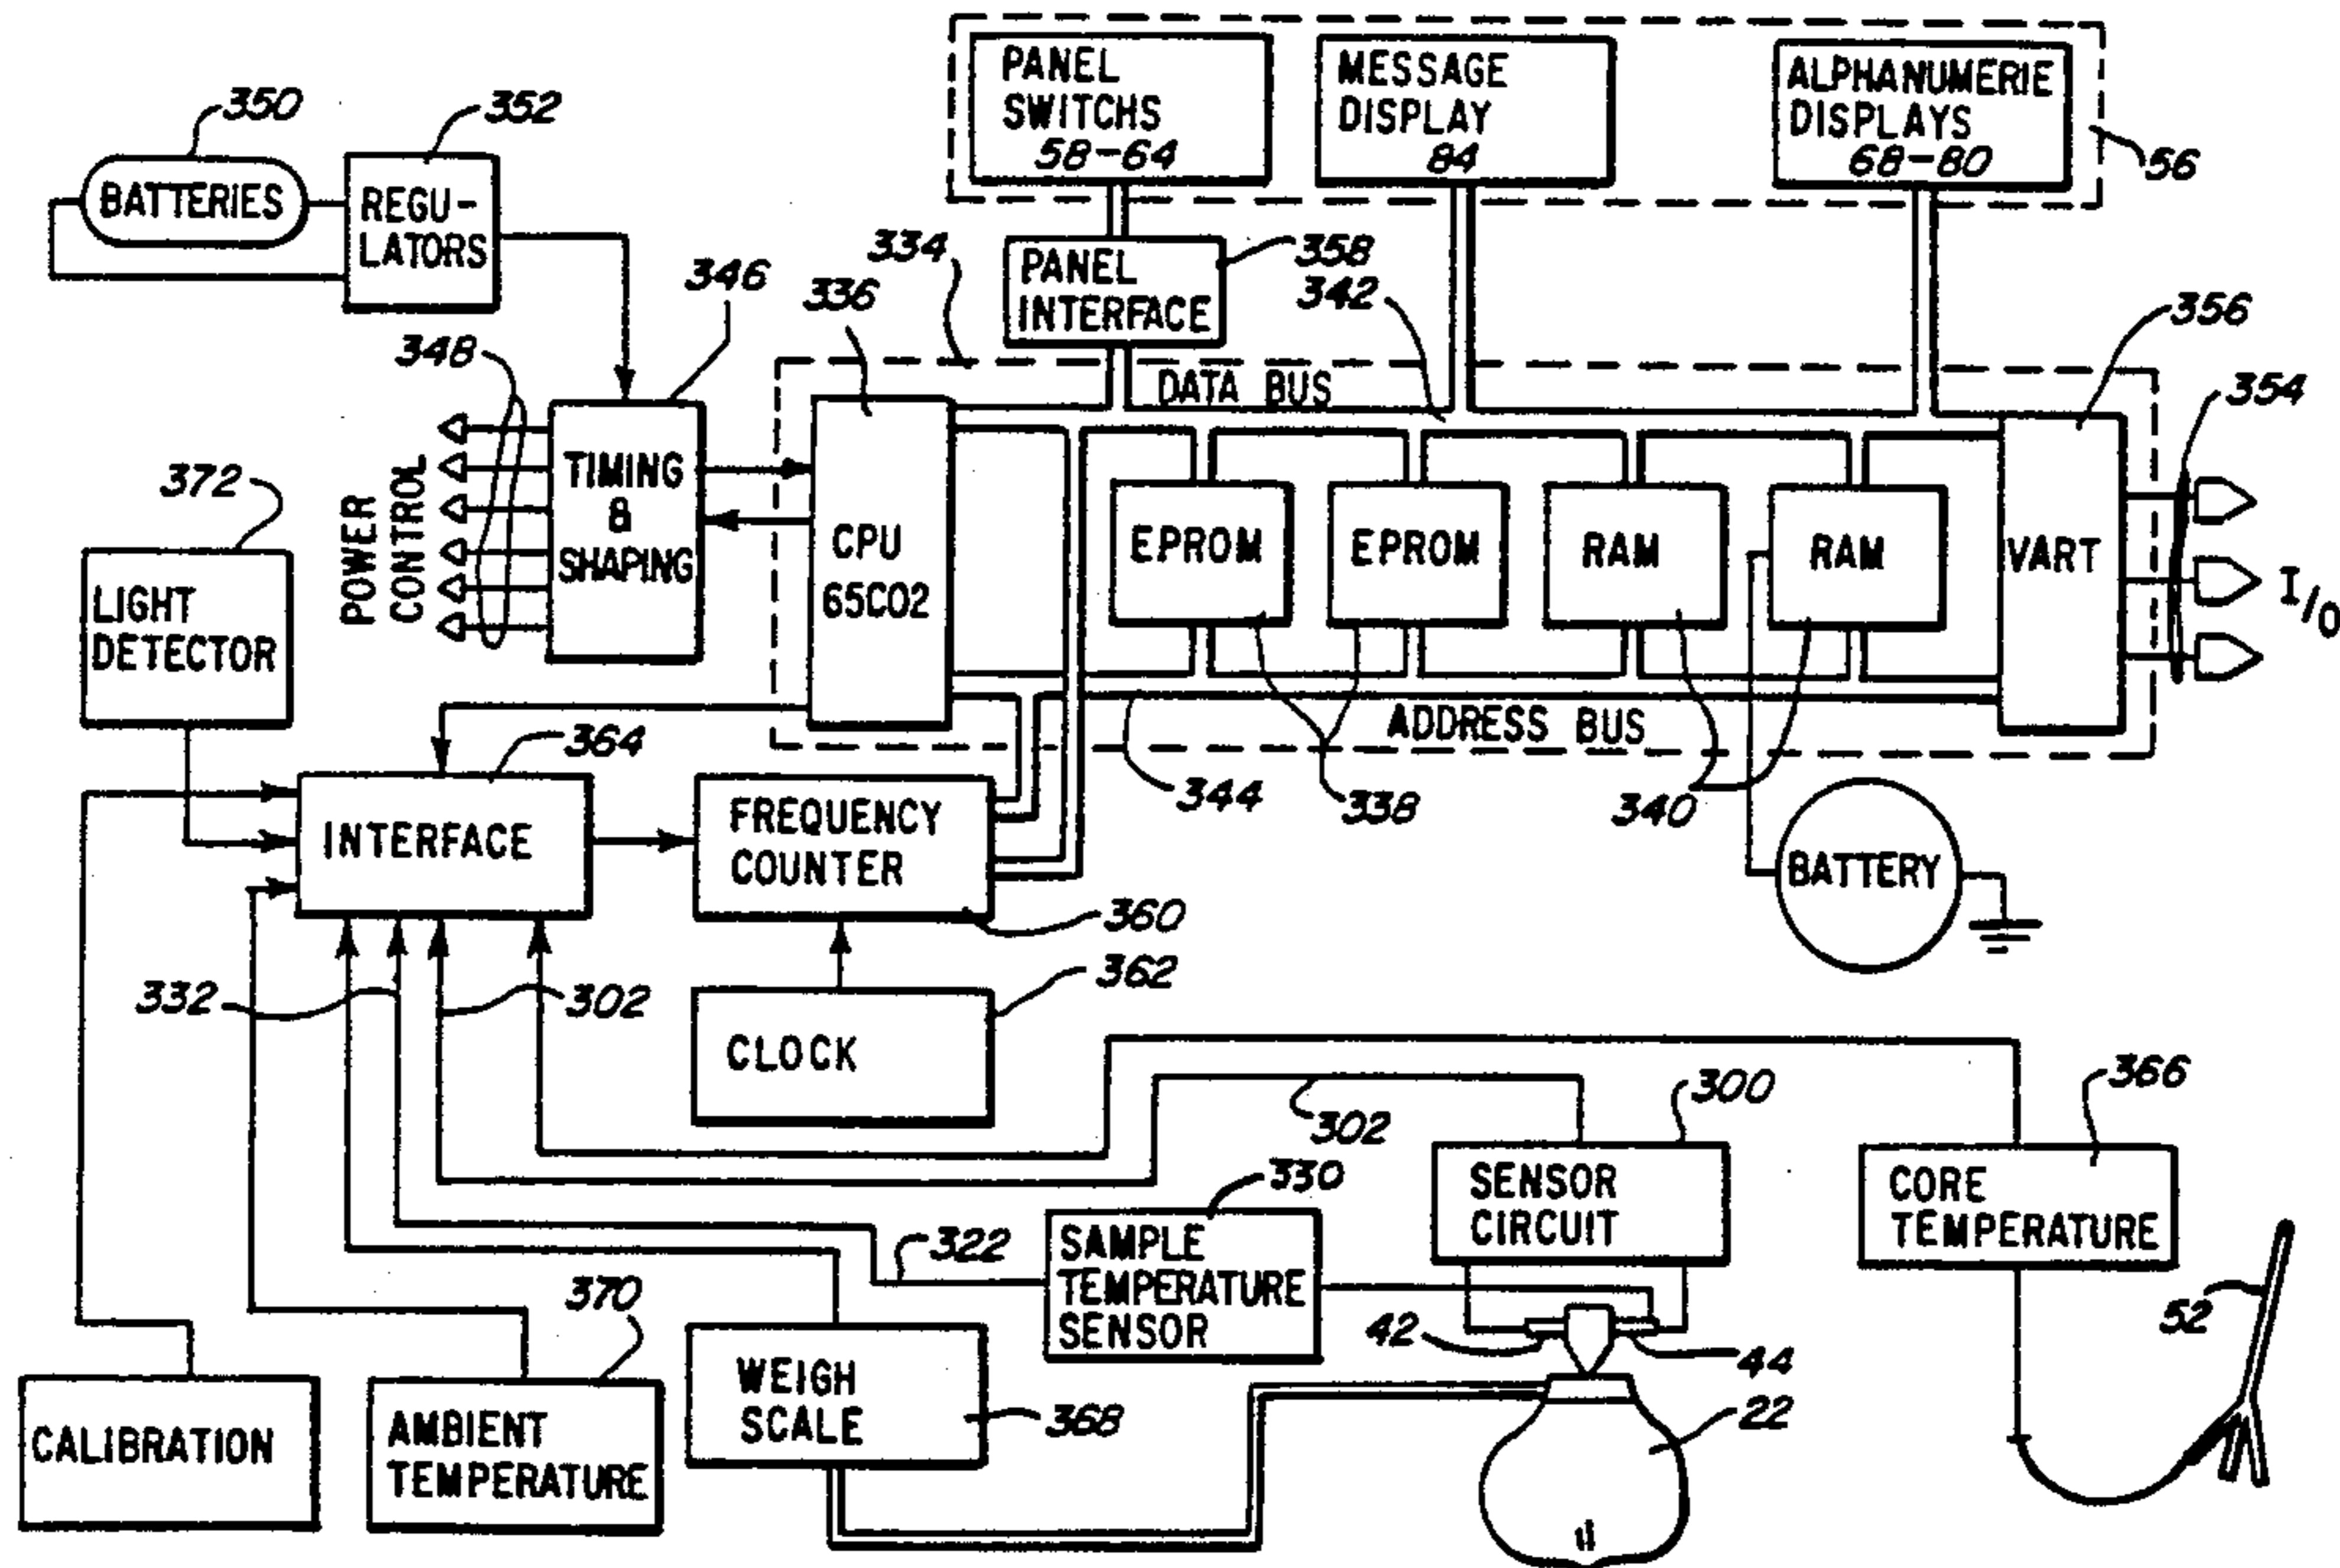 PANEL
SWITCHS
58-64
MESSAGE
DISPLAY
84
ALPHANUMERIE
DISPLAYS
68-80
56
350
352
BATTERIES
REGU-
LATORS
334
358
PANEL
INTERFACE
342
346
336
356
348
DATA BUS
354
POWER
CONTROL
TIMING
&
SHAPING
CPU
65C02
EPROM
EPROM
RAM
RAM
VART
I/O
372
LIGHT
DETECTOR
ADDRESS BUS
364
344
338
340
INTERFACE
FREQUENCY
COUNTER
BATTERY
360
332
302
362
CLOCK
302
300
366
330
SENSOR
CIRCUIT
CORE
TEMPERATURE
322
SAMPLE
TEMPERATURE
SENSOR
52
370
42
44
WEIGH
SCALE
368
22
CALIBRATION
AMBIENT
TEMPERATURE